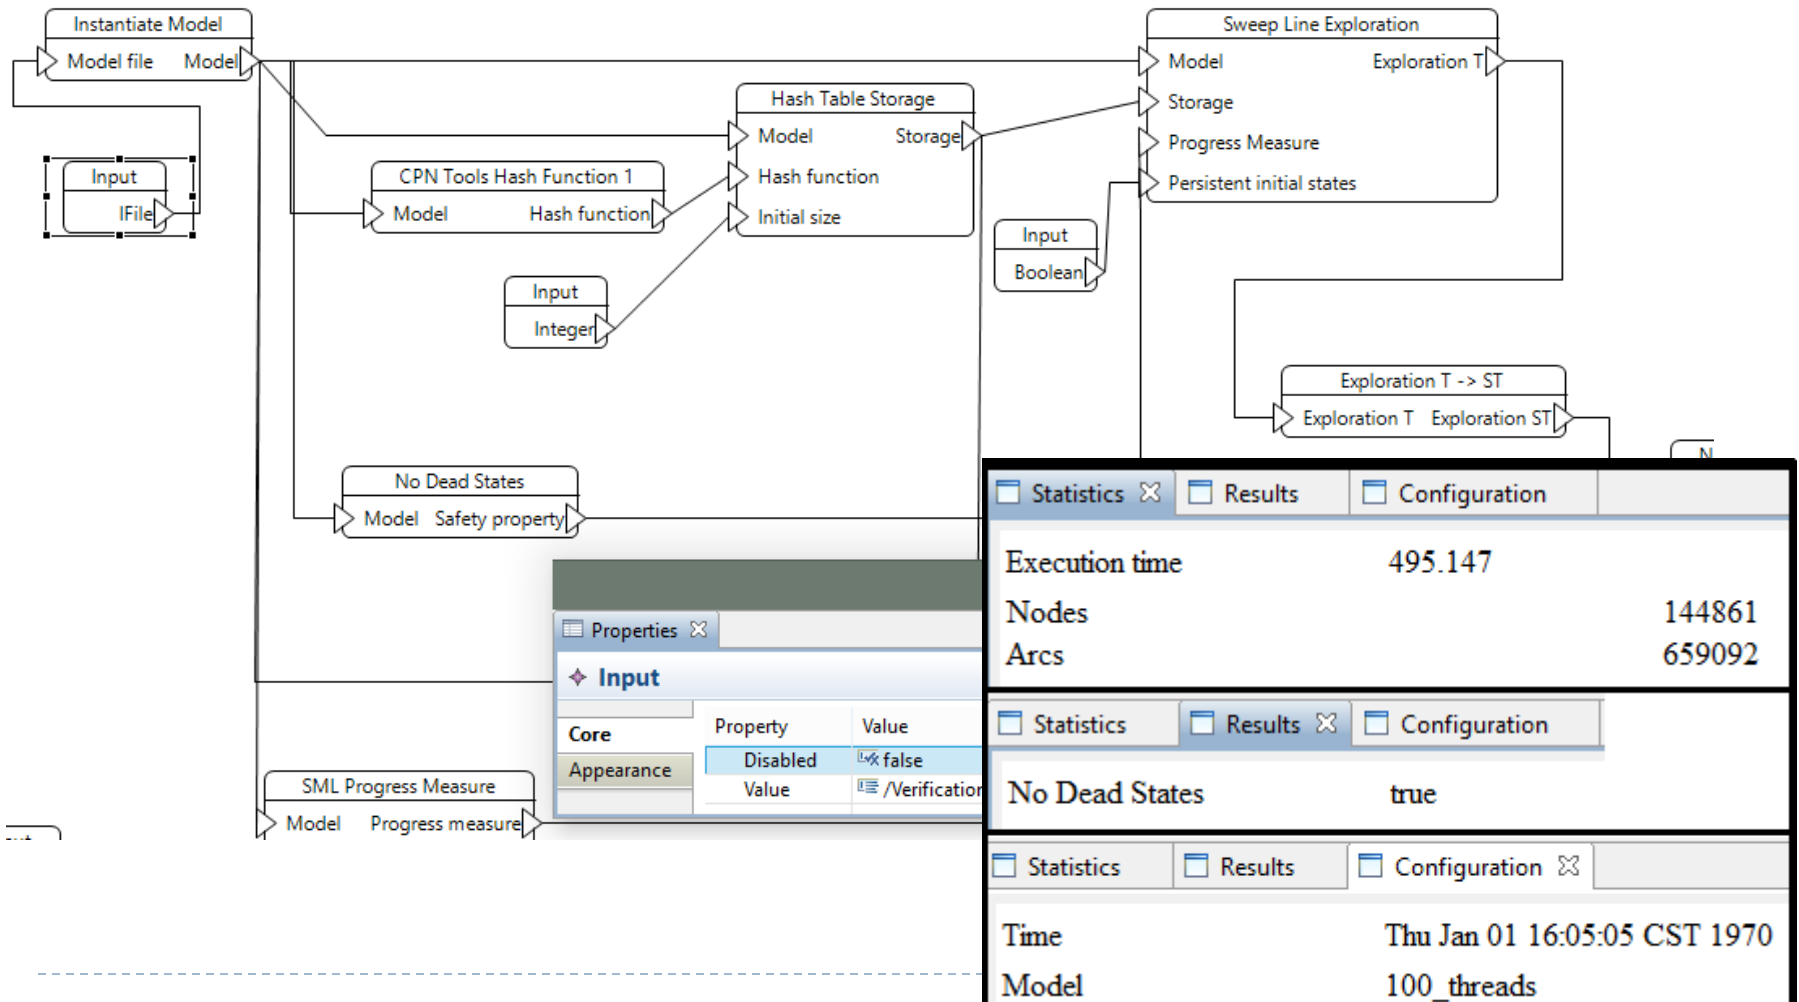 Instantiate Model
Model file Model
Input
IFile
CPN Tools Hash Function 1
Model Hash function
Input
Integer
Hash Table Storage
Model Storage
Hash function
Initial size
Input
Boolean
Sweep Line Exploration
Model Exploration T
Storage
Progress Measure
Persistent initial states
Exploration T -> ST
Exploration T Exploration ST
No Dead States
Model Safety property
SML Progress Measure
Model Progress measure
Properties
Input
Core
Appearance
Property Value
Disabled false
Value /Verification
Statistics Results Configuration
Execution time 495.147
Nodes 144861
Arcs 659092
Statistics Results Configuration
No Dead States true
Statistics Results Configuration
Time Thu Jan 01 16:05:05 CST 1970
Model 100_threads